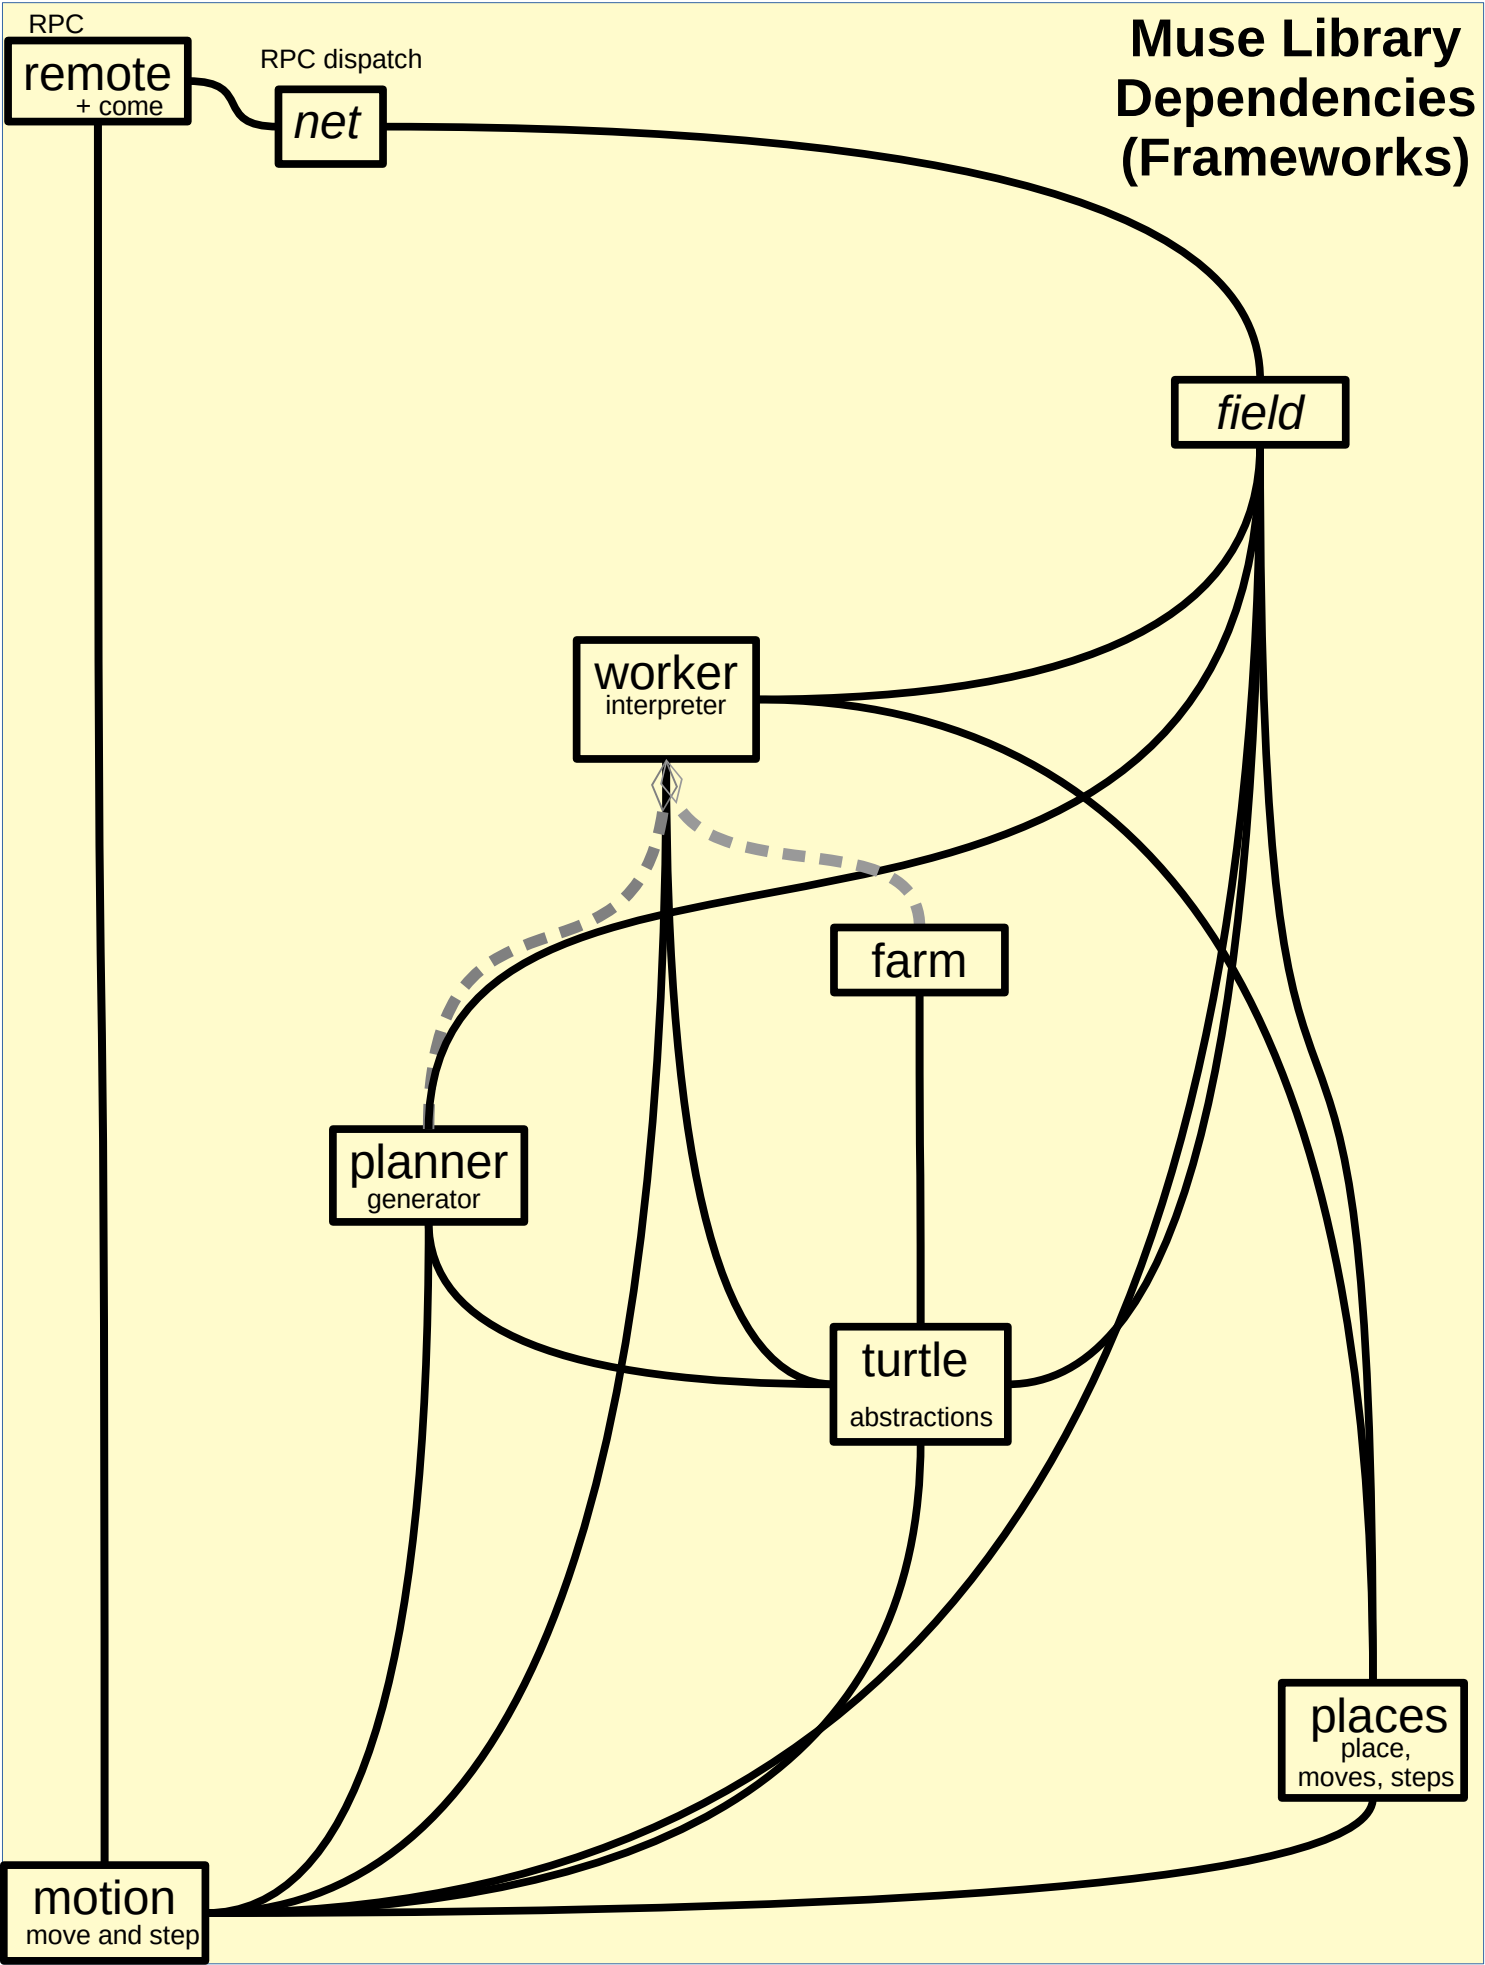 RPC
remote
+ come
RPC dispatch
net
Muse Library
Dependencies
(Frameworks)
field
worker
interpreter
farm
planner
generator
turtle
abstractions
places
place,
moves, steps
motion
move and step